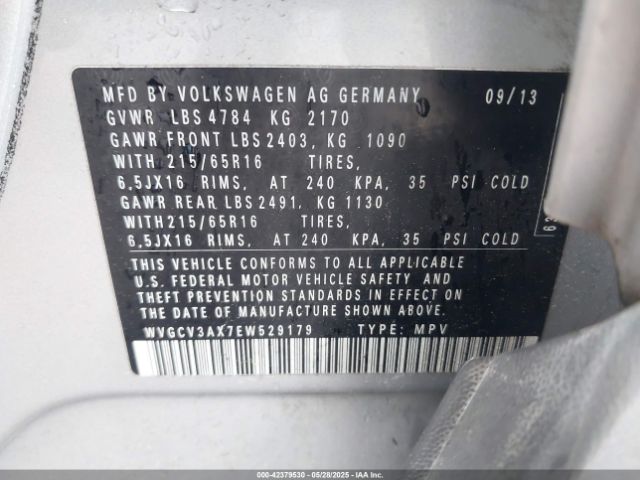 MFD BY VOLKSWAGEN AG GERMANY 09/13
GVWR LBS 4784 KG 2170
GAWR FRONT LBS 2403, KG 1090
WITH 215/65R16 TIRES,
6,5JX16 RIMS, AT 240 KPA, 35 PSI COLD
GAWR REAR LBS 2491, KG 1130
WITH 215/65R16 TIRES,
6,5JX16 RIMS, AT 240 KPA, 35 PSI COLD
THIS VEHICLE CONFORMS TO ALL APPLICABLE
U.S. FEDERAL MOTOR VEHICLE SAFETY AND
THEFT PREVENTION STANDARDS IN EFFECT
ON THE DATE OF MANUFACTURE SHOWN ABOVE.
WVGCV3AX7EW529179 TYPE: MPV
000-42379530 - 05/28/2025 - IAAI.COM